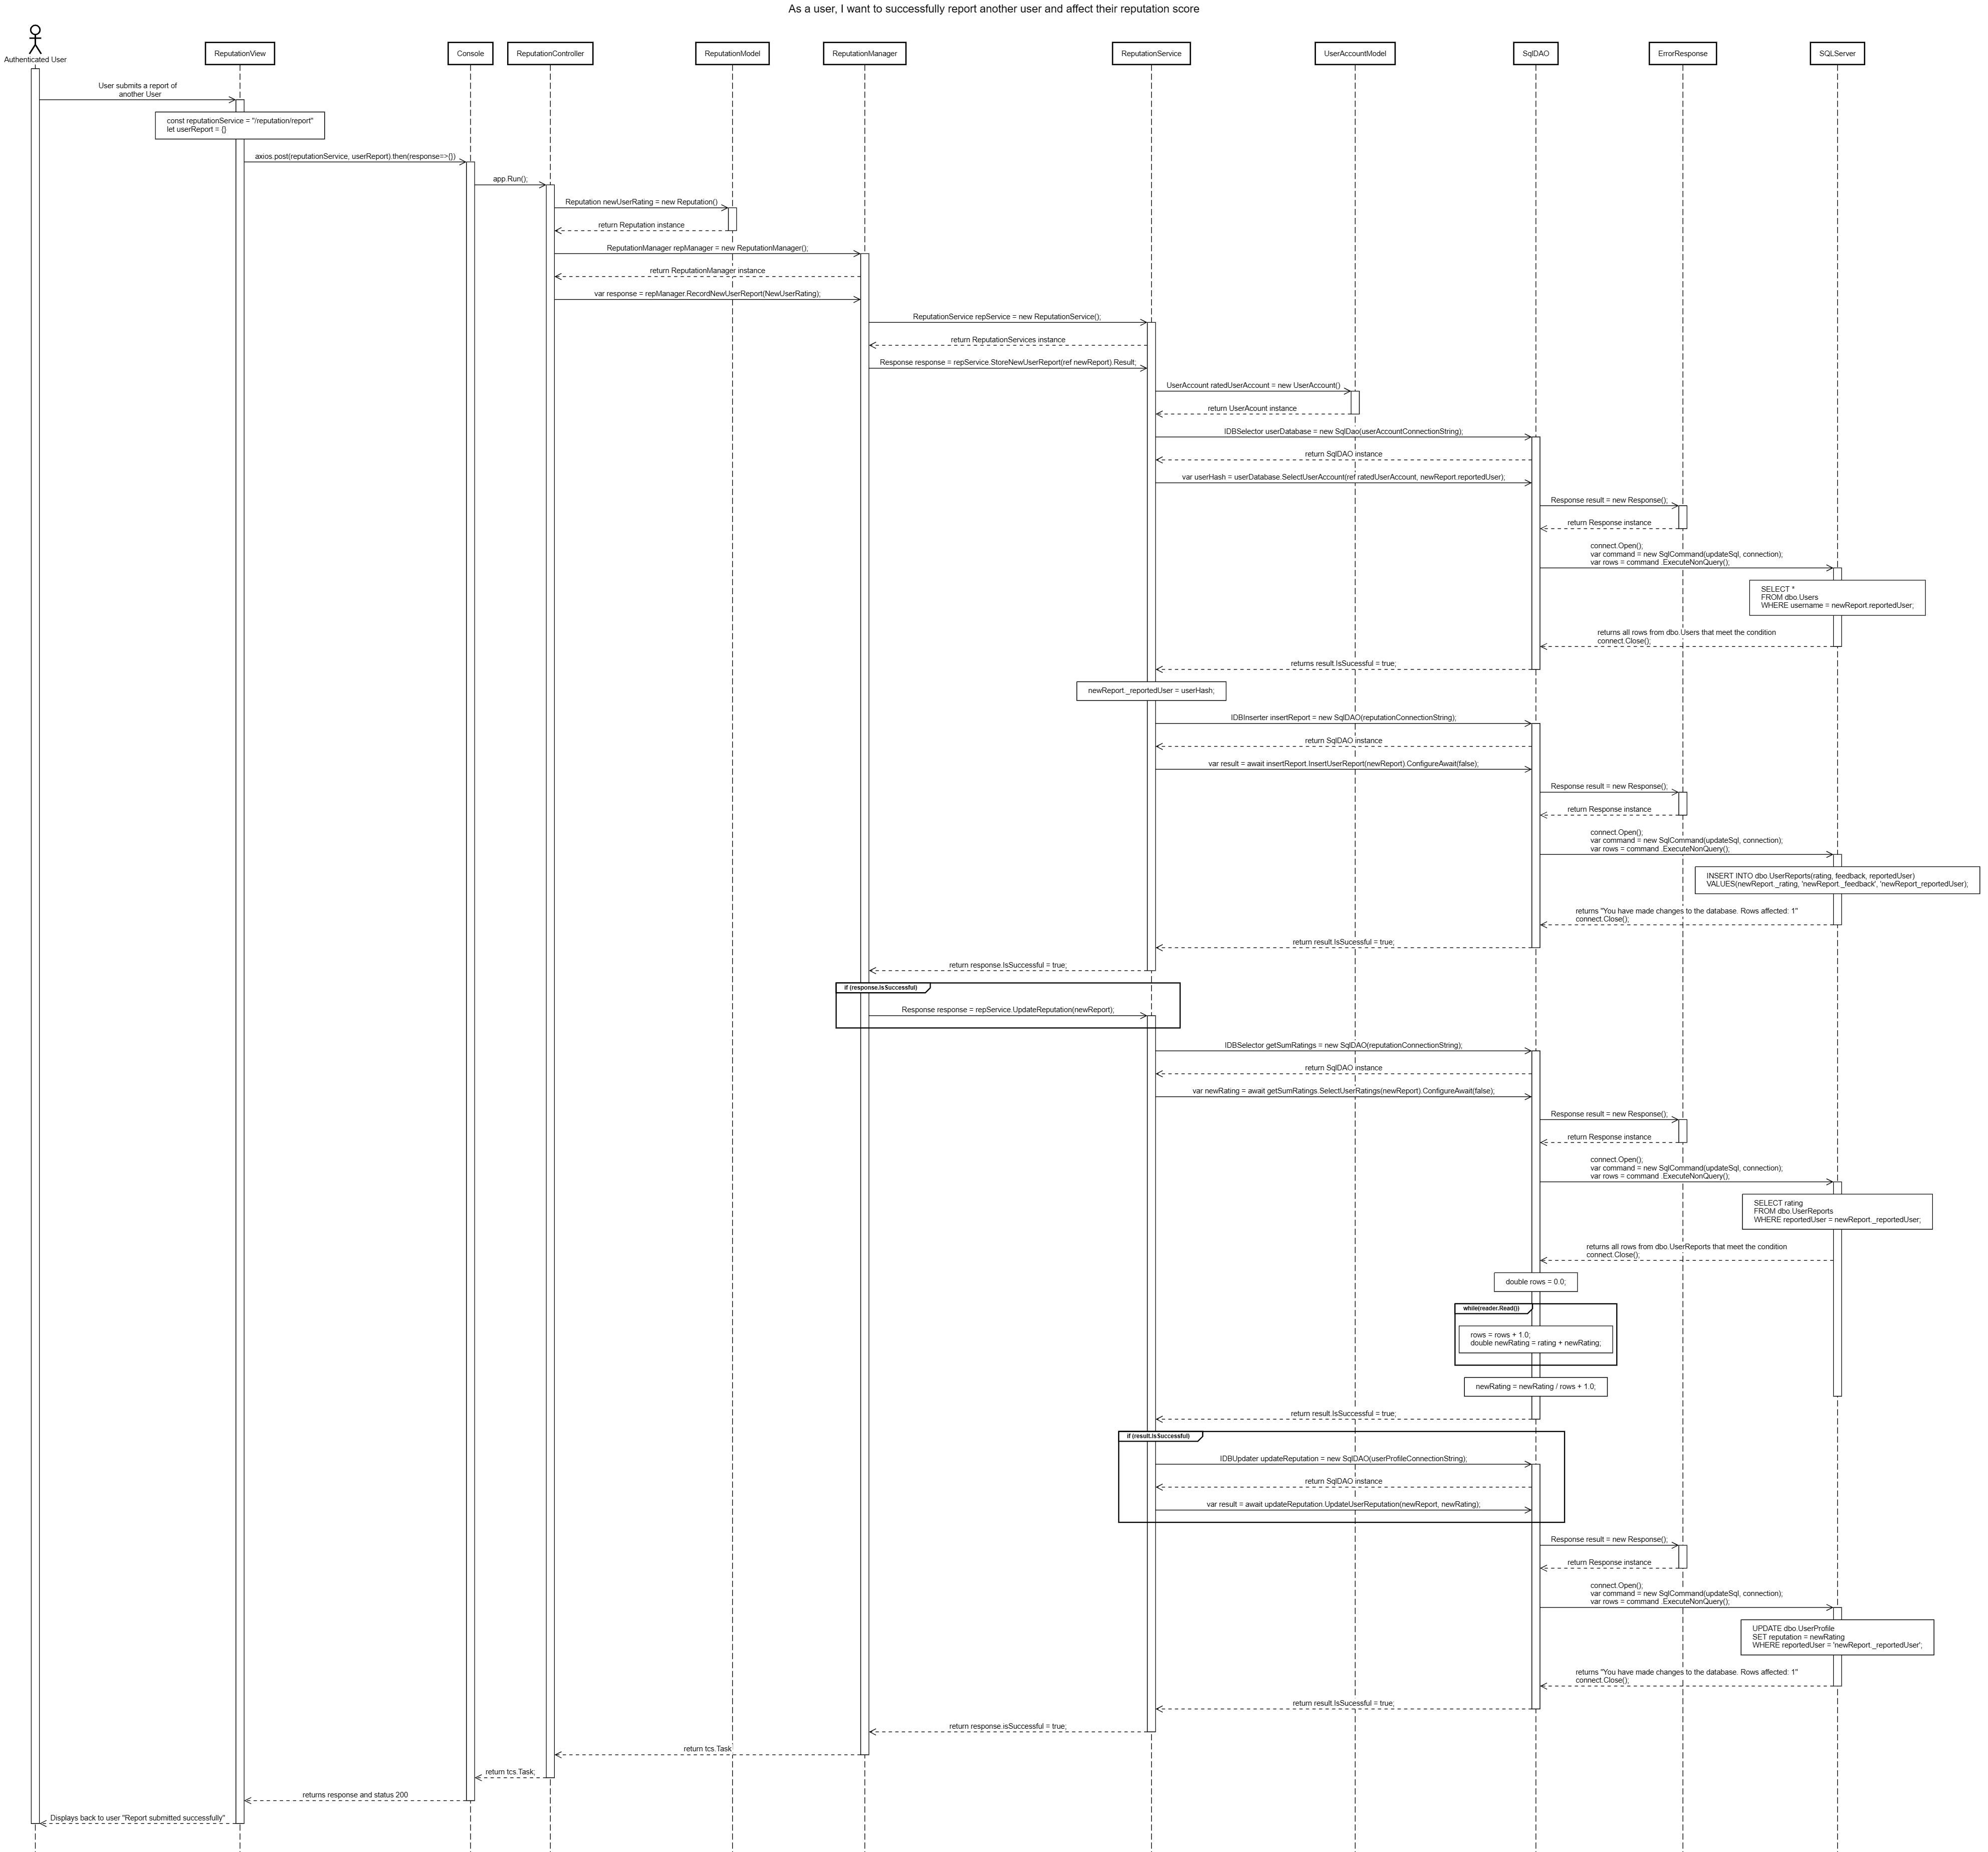 As a user, I want to successfully report another user and affect their reputation score
Authenticated User
ReputationView
Console
ReputationController
ReputationModel
ReputationManager
ReputationService
UserAccountModel
SqlDAO
ErrorResponse
SQLServer
User submits a report of
another User
const reputationService = "/reputation/report"
let userReport = {}
axios.post(reputationService, userReport).then(response=>{})
app.Run();
Reputation newUserRating = new Reputation()
return Reputation instance
ReputationManager repManager = new ReputationManager();
return ReputationManager instance
var response = repManager.RecordNewUserReport(NewUserRating);
ReputationService repService = new ReputationService();
return ReputationServices instance
Response response = repService.StoreNewUserReport(ref newReport).Result;
UserAccount ratedUserAccount = new UserAccount()
return UserAcount instance
IDBSelector userDatabase = new SqlDao(userAccountConnectionString);
return SqlDAO instance
var userHash = userDatabase.SelectUserAccount(ref ratedUserAccount, newReport.reportedUser);
Response result = new Response();
return Response instance
connect.Open();
var command = new SqlCommand(updateSql, connection);
var rows = command .ExecuteNonQuery();
SELECT *
FROM dbo.Users
WHERE username = newReport.reportedUser;
returns all rows from dbo.Users that meet the condition
connect.Close();
returns result.IsSucessful = true;
newReport._reportedUser = userHash;
IDBInserter insertReport = new SqlDAO(reputationConnectionString);
return SqlDAO instance
var result = await insertReport.InsertUserReport(newReport).ConfigureAwait(false);
Response result = new Response();
return Response instance
connect.Open();
var command = new SqlCommand(updateSql, connection);
var rows = command .ExecuteNonQuery();
INSERT INTO dbo.UserReports(rating, feedback, reportedUser)
VALUES(newReport._rating, 'newReport._feedback', 'newReport_reportedUser);
returns "You have made changes to the database. Rows affected: 1"
connect.Close();
return result.IsSucessful = true;
return response.IsSuccessful = true;
if (response.IsSuccessful)
Response response = repService.UpdateReputation(newReport);
IDBSelector getSumRatings = new SqlDAO(reputationConnectionString);
return SqlDAO instance
var newRating = await getSumRatings.SelectUserRatings(newReport).ConfigureAwait(false);
Response result = new Response();
return Response instance
connect.Open();
var command = new SqlCommand(updateSql, connection);
var rows = command .ExecuteNonQuery();
SELECT rating
FROM dbo.UserReports
WHERE reportedUser = newReport._reportedUser;
returns all rows from dbo.UserReports that meet the condition
connect.Close();
double rows = 0.0;
while(reader.Read())
rows = rows + 1.0;
double newRating = rating + newRating;
newRating = newRating / rows + 1.0;
return result.IsSuccessful = true;
if (result.IsSuccessful)
IDBUpdater updateReputation = new SqlDAO(userProfileConnectionString);
return SqlDAO instance
var result = await updateReputation.UpdateUserReputation(newReport, newRating);
Response result = new Response();
return Response instance
connect.Open();
var command = new SqlCommand(updateSql, connection);
var rows = command .ExecuteNonQuery();
UPDATE dbo.UserProfile
SET reputation = newRating
WHERE reportedUser = 'newReport._reportedUser';
returns "You have made changes to the database. Rows affected: 1"
connect.Close();
return result.IsSucessful = true;
return response.isSuccessful = true;
return tcs.Task
return tcs.Task;
returns response and status 200
Displays back to user "Report submitted successfully"